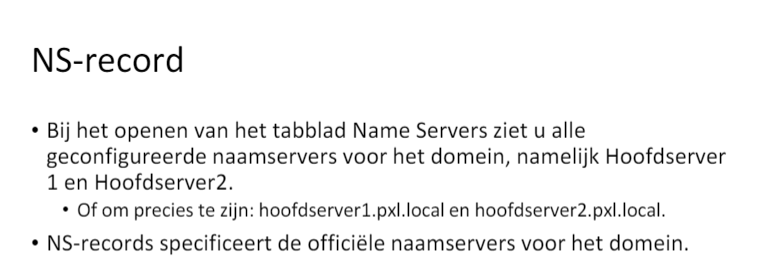 NS-record
• Bij het openen van het tabblad Name Servers ziet u alle
geconfigureerde naamservers voor het domein, namelijk Hoofdserver
1 en Hoofdserver2.
• Of om precies te zijn: hoofdserver1.pxl.local en hoofdserver2.pxl.local.
• NS-records specificeert de officiële naamservers voor het domein.